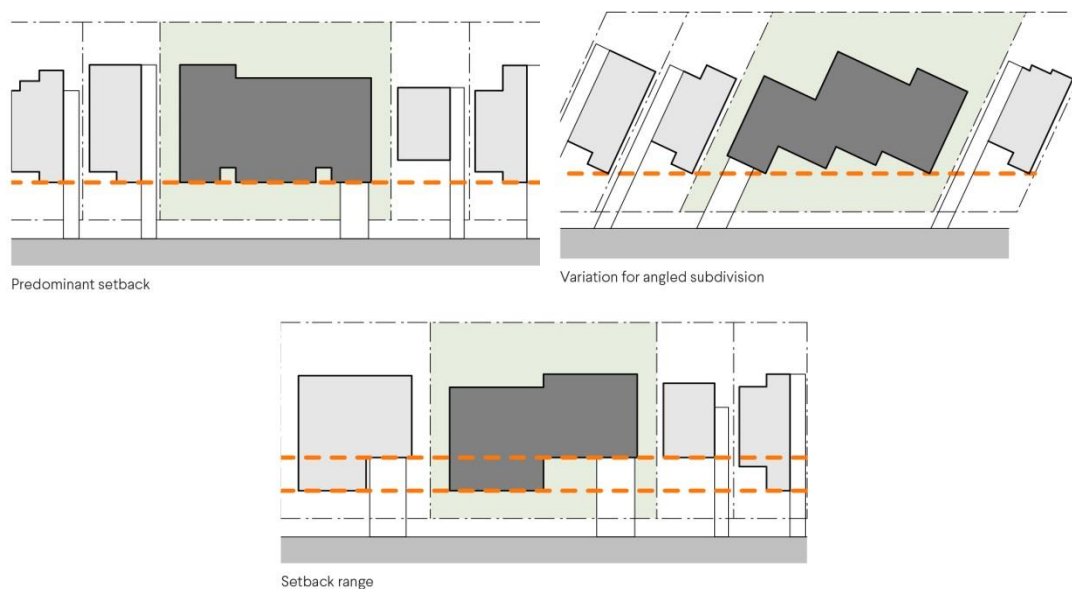 Predominant setback
Variation for angled subdivision
Setback range